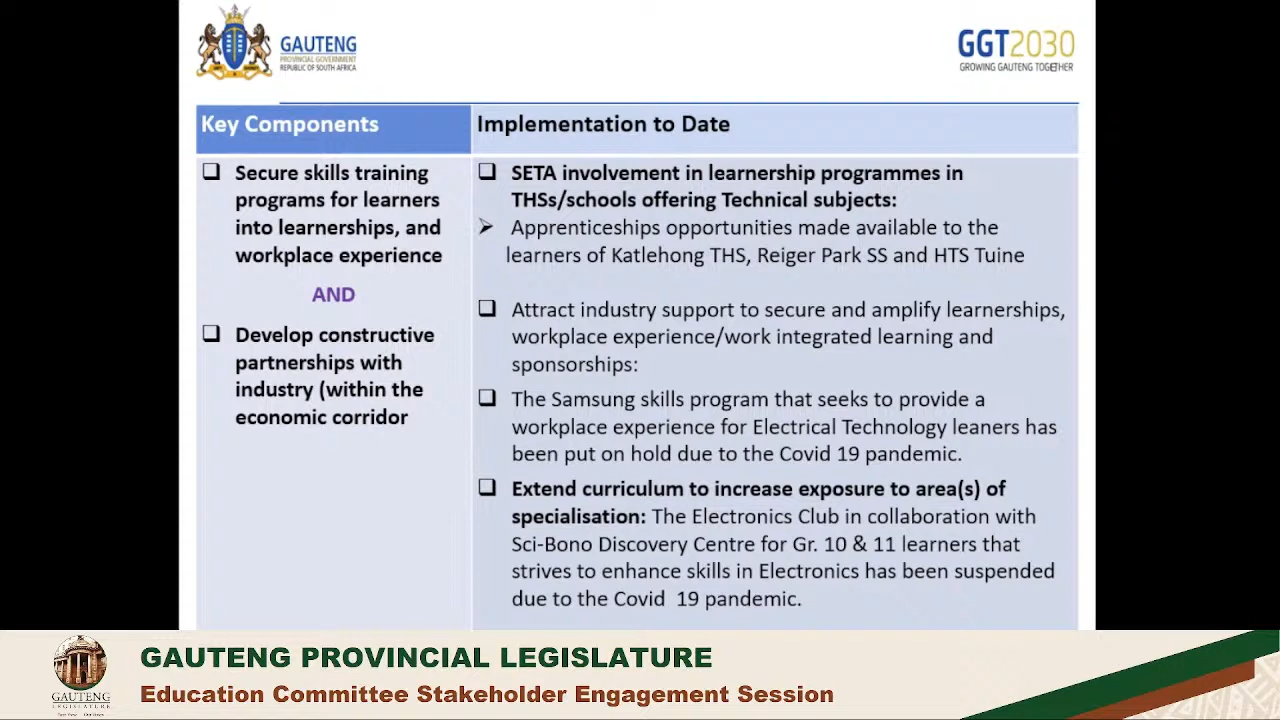 GAUTENG
PROVINCIAL GOVERNMENT
REPUBLIC OF SOUTH AFRICA
GGT2030
GROWING GAUTENG TOGETHER
Key Components
Implementation to Date
❑ Secure skills training
programs for learners
into learnerships, and
workplace experience
AND
❑ Develop constructive
partnerships with
industry (within the
economic corridor
❑ SETA involvement in learnership programmes in
THSs/schools offering Technical subjects:
➢ Apprenticeships opportunities made available to the
learners of Katlehong THS, Reiger Park SS and HTS Tuine
❑ Attract industry support to secure and amplify learnerships,
workplace experience/work integrated learning and
sponsorships:
❑ The Samsung skills program that seeks to provide a
workplace experience for Electrical Technology leaners has
been put on hold due to the Covid 19 pandemic.
❑ Extend curriculum to increase exposure to area(s) of
specialisation: The Electronics Club in collaboration with
Sci-Bono Discovery Centre for Gr. 10 & 11 learners that
strives to enhance skills in Electronics has been suspended
due to the Covid 19 pandemic.
GAUTENG PROVINCIAL LEGISLATURE
Education Committee Stakeholder Engagement Session
GAUTENG
LEGISLATURE